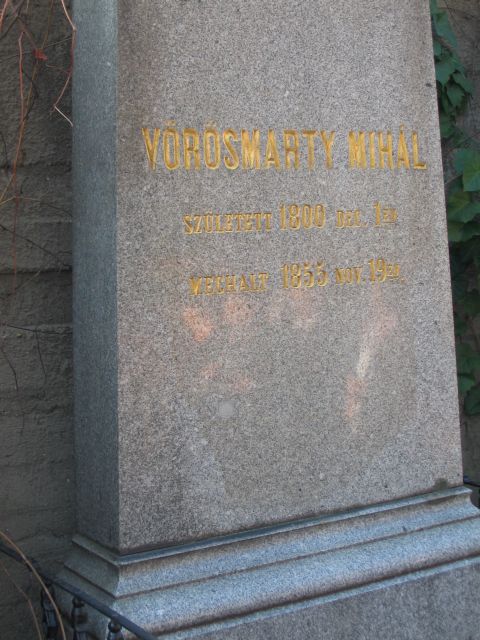 VÖRÖSMARTY MIHÁL
SZÜLETETT 1800 DEC. 1ÉN.
MEGHALT 1855 NOV. 19ÉN.